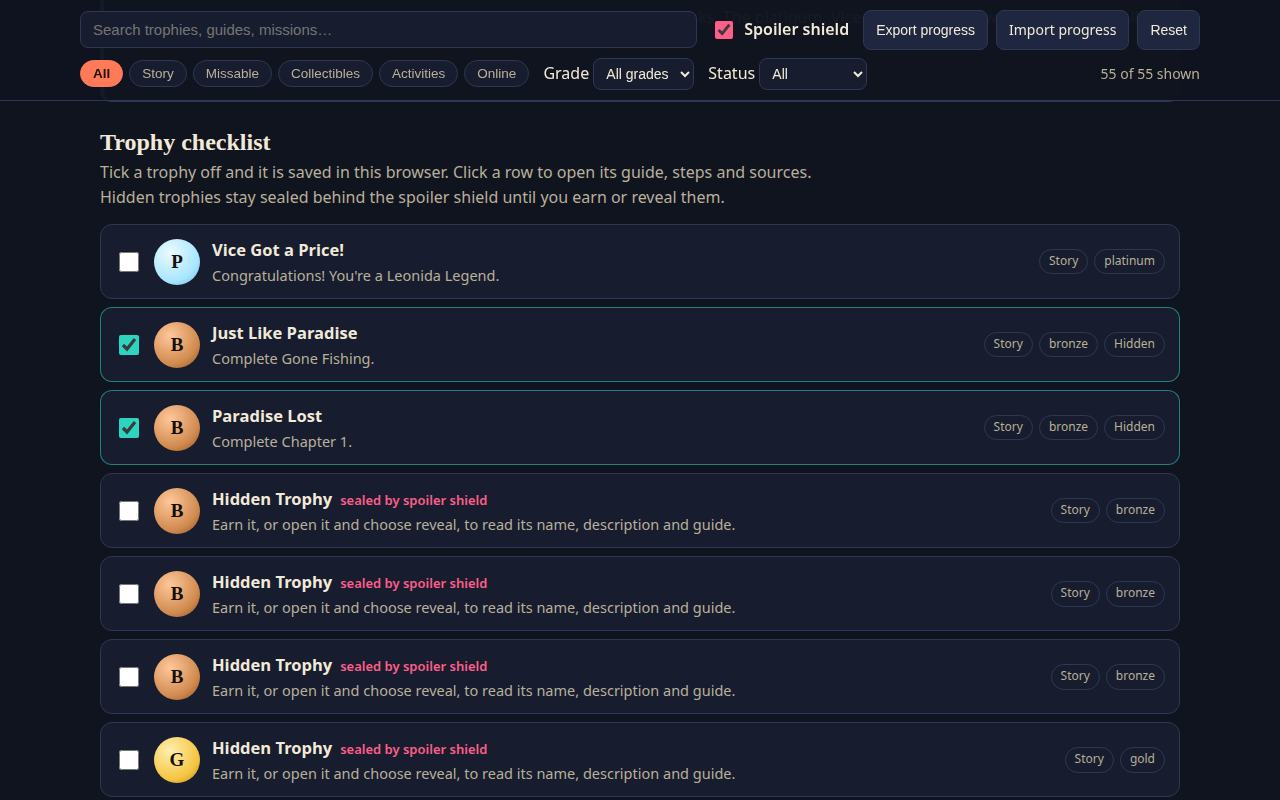 Search trophies, guides, missions…
Spoiler shield
Export progress
Import progress
Reset
All
Story
Missable
Collectibles
Activities
Online
Grade
All grades
Status
All
55 of 55 shown
Trophy checklist
Tick a trophy off and it is saved in this browser. Click a row to open its guide, steps and sources.
Hidden trophies stay sealed behind the spoiler shield until you earn or reveal them.
P
Vice Got a Price!
Congratulations! You're a Leonida Legend.
Story
platinum
B
Just Like Paradise
Complete Gone Fishing.
Story
bronze
Hidden
B
Paradise Lost
Complete Chapter 1.
Story
bronze
Hidden
B
Hidden Trophy sealed by spoiler shield
Earn it, or open it and choose reveal, to read its name, description and guide.
Story
bronze
B
Hidden Trophy sealed by spoiler shield
Earn it, or open it and choose reveal, to read its name, description and guide.
Story
bronze
B
Hidden Trophy sealed by spoiler shield
Earn it, or open it and choose reveal, to read its name, description and guide.
Story
bronze
G
Hidden Trophy sealed by spoiler shield
Earn it, or open it and choose reveal, to read its name, description and guide.
Story
gold